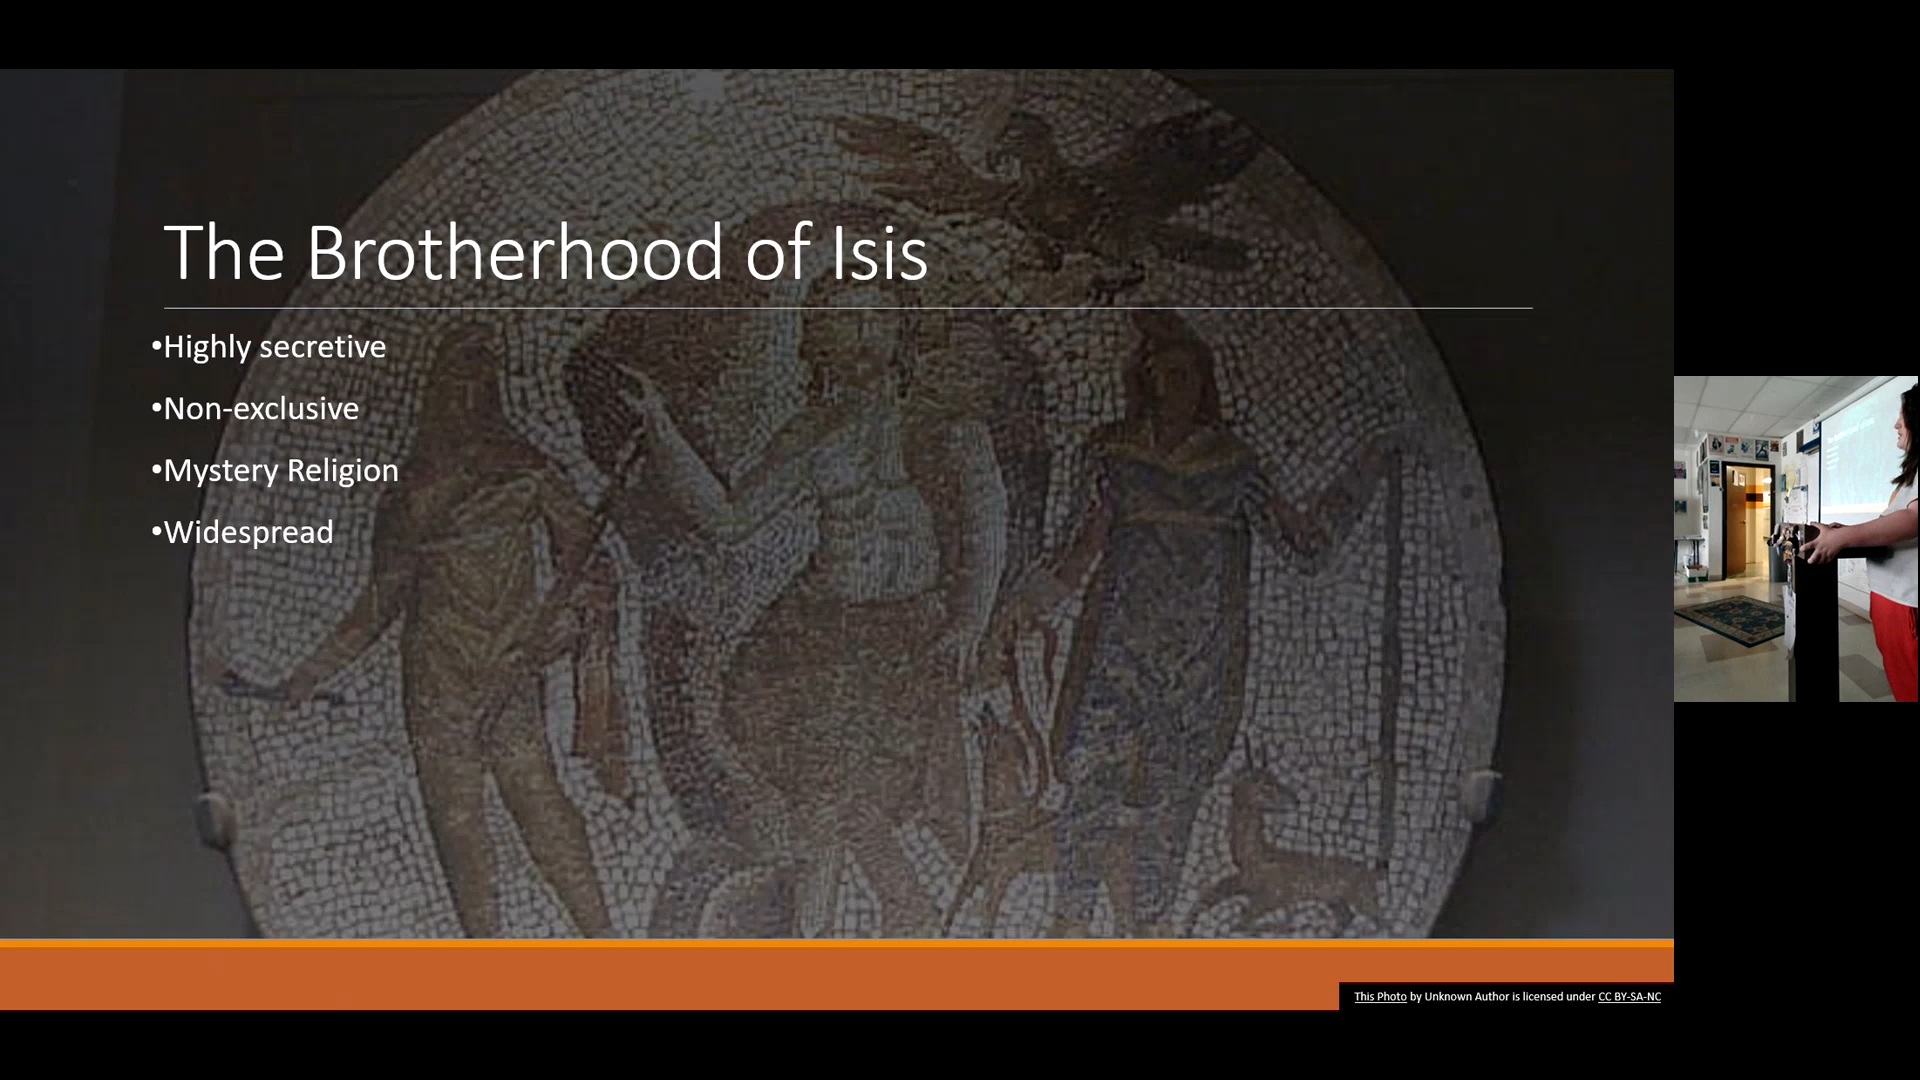 The Brotherhood of Isis
•Highly secretive
•Non-exclusive
•Mystery Religion
•Widespread
This Photo by Unknown Author is licensed under CC BY-SA-NC